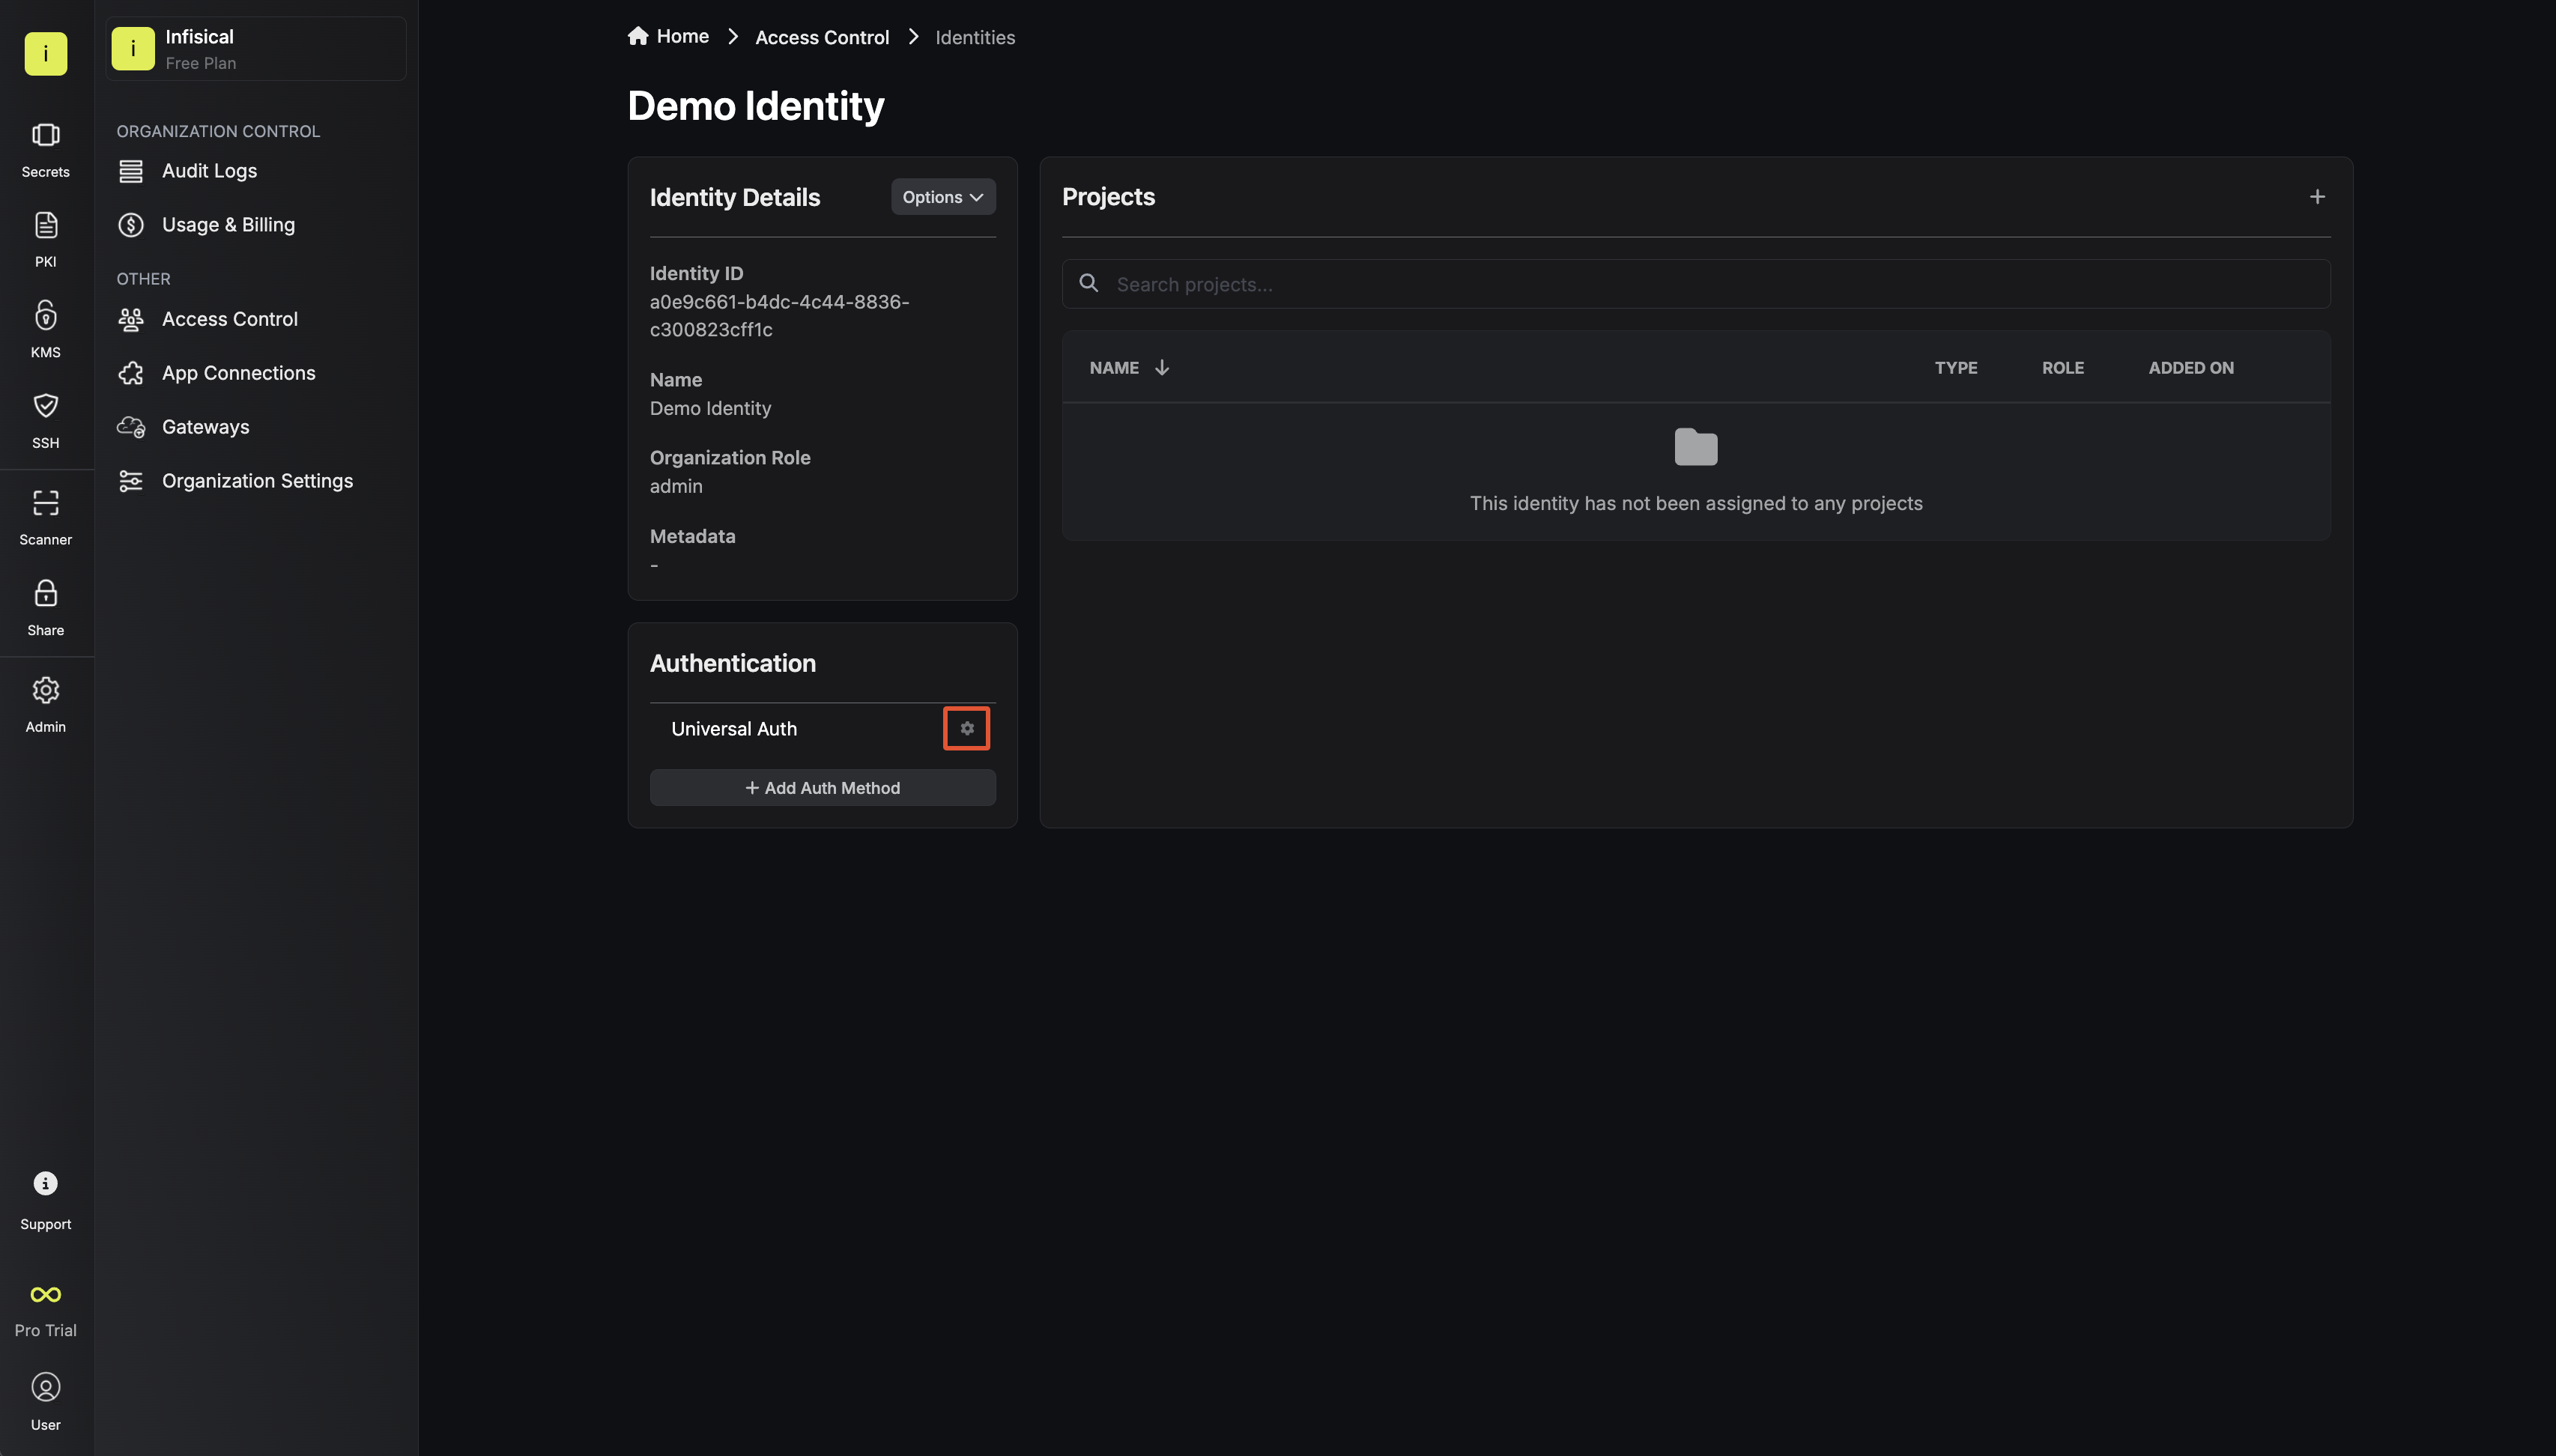 i
Secrets
PKI
KMS
SSH
Scanner
Share
Admin
Support
Pro Trial
User
i
Infisical
Free Plan
ORGANIZATION CONTROL
Audit Logs
Usage & Billing
OTHER
Access Control
App Connections
Gateways
Organization Settings
Home > Access Control > Identities
Demo Identity
Identity Details
Options
Identity ID
a0e9c661-b4dc-4c44-8836-
c300823cff1c
Name
Demo Identity
Organization Role
admin
Metadata
-
Authentication
Universal Auth
+ Add Auth Method
Projects
+
Search projects...
NAME TYPE ROLE ADDED ON
This identity has not been assigned to any projects